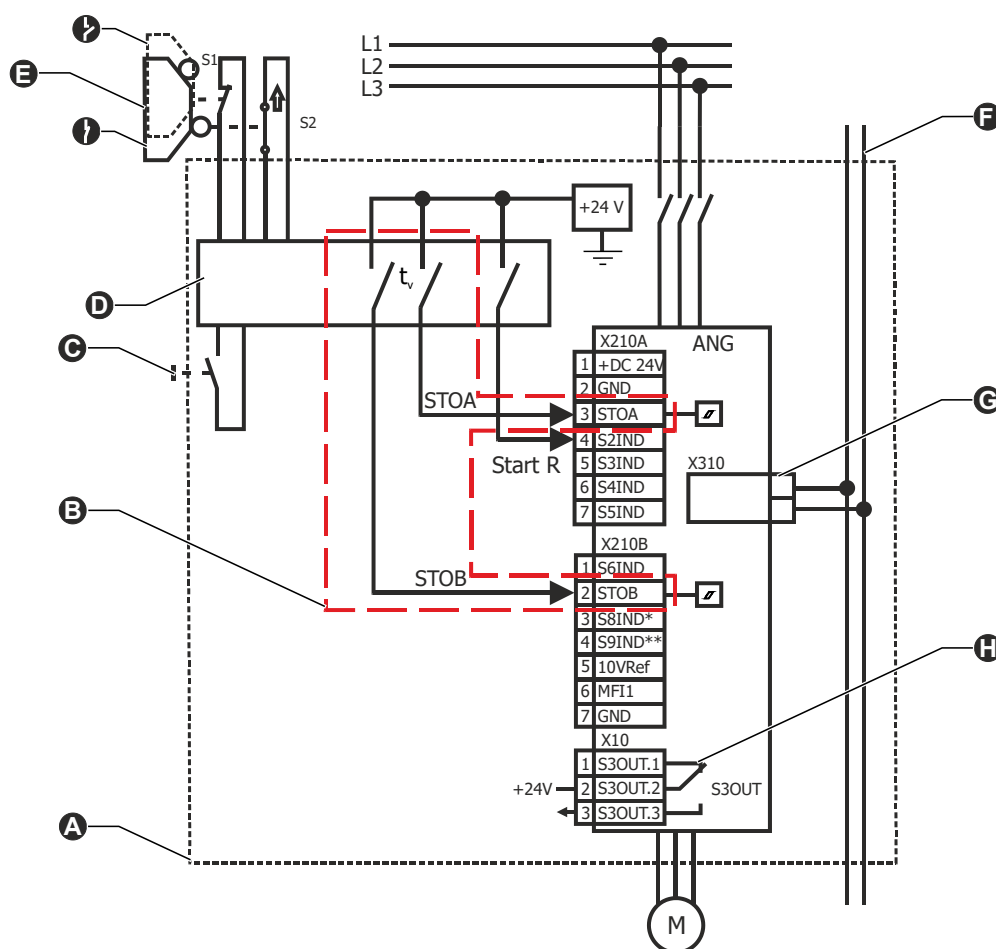 L1
L2
L3
S1
S2
E
F
+24 V
D
tv
C
X210A
ANG
1 +DC 24V
2 GND
STOA
3 STOA
4 S2IND
Start R
5 S3IND
6 S4IND
7 S5IND
X310
G
B
X210B
1 S6IND
STOB
2 STOB
3 S8IND*
4 S9IND**
5 10VRef
6 MFI1
7 GND
H
X10
1 S3OUT.1
+24V
2 S3OUT.2
S3OUT
3 S3OUT.3
A
M